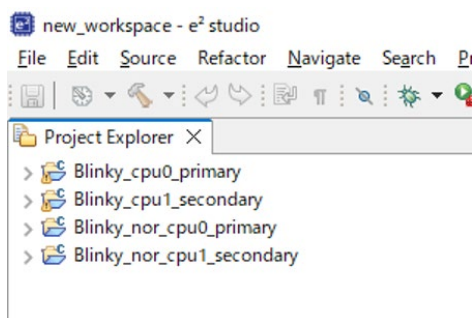 new_workspace - e² studio
File Edit Source Refactor Navigate Search
Project Explorer
Blinky_cpu0_primary
Blinky_cpu1_secondary
Blinky_nor_cpu0_primary
Blinky_nor_cpu1_secondary